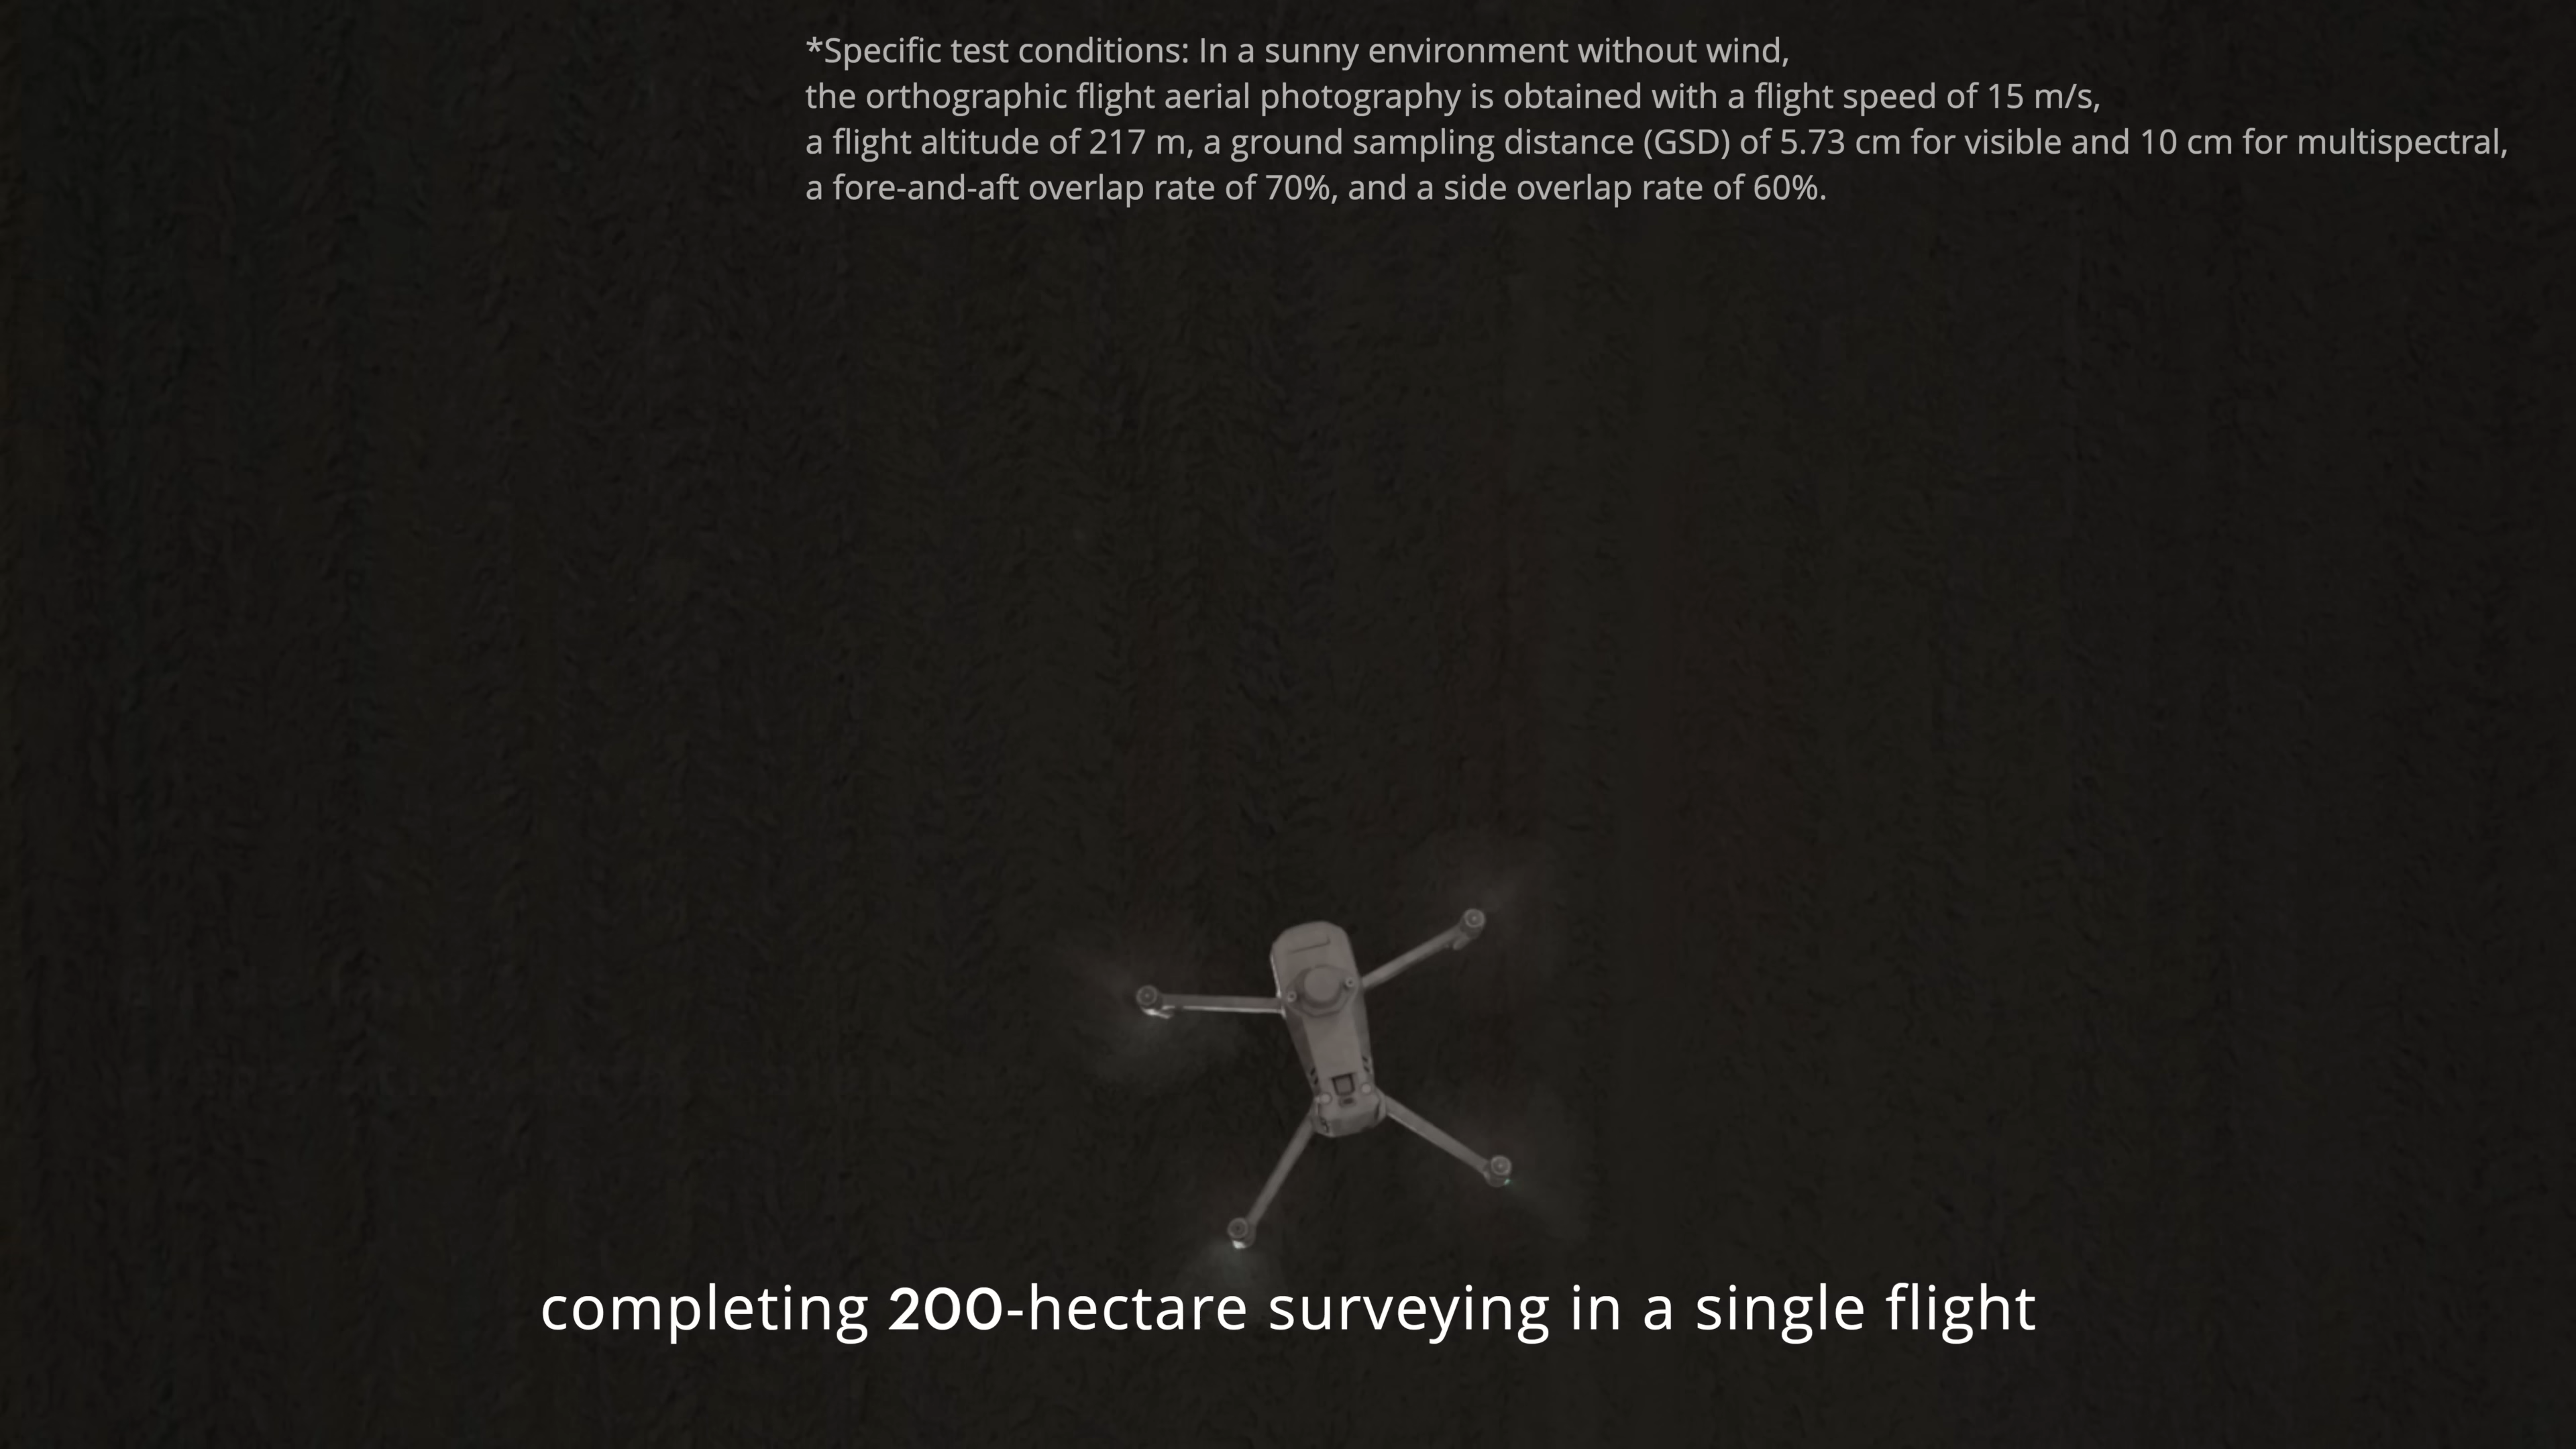 *Specific test conditions: In a sunny environment without wind,
the orthographic flight aerial photography is obtained with a flight speed of 15 m/s,
a flight altitude of 217 m, a ground sampling distance (GSD) of 5.73 cm for visible and 10 cm for multispectral,
a fore-and-aft overlap rate of 70%, and a side overlap rate of 60%.
completing 200-hectare surveying in a single flight